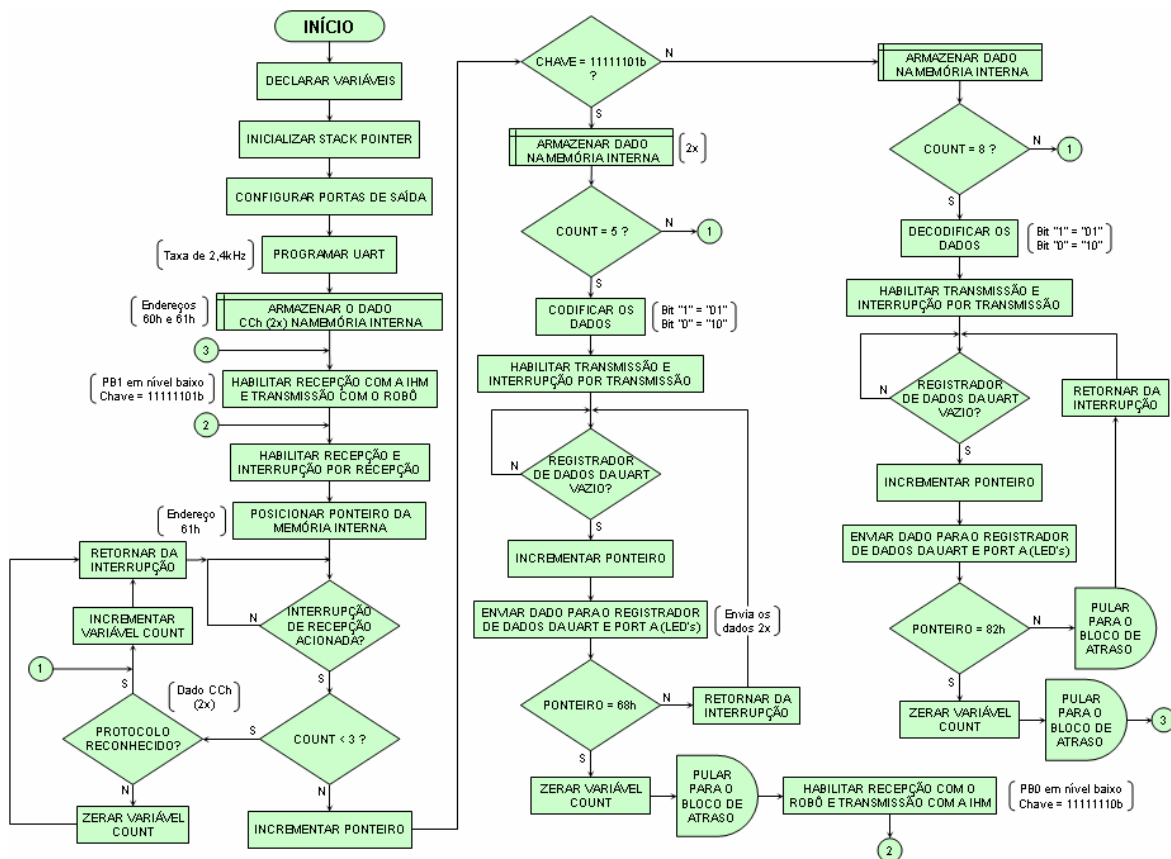 INÍCIO
DECLARAR VARIÁVEIS
INICIALIZAR STACK POINTER
CONFIGURAR PORTAS DE SAÍDA
Taxa de 2,4kHz
PROGRAMAR UART
Endereços
60h e 61h
ARMAZENAR O DADO
CCh (2x) NA MEMÓRIA INTERNA
3
PB1 em nível baixo
Chave = 11111101b
HABILITAR RECEPÇÃO COM A IHM
E TRANSMISSÃO COM O ROBÔ
2
HABILITAR RECEPÇÃO E
INTERRUPÇÃO POR RECEPÇÃO
Endereço
61h
POSICIONAR PONTEIRO DA
MEMÓRIA INTERNA
RETORNAR DA
INTERRUPÇÃO
INCREMENTAR
VARIÁVEL COUNT
N
INTERRUPÇÃO
DE RECEPÇÃO
ACIONADA?
1
S
S
Dado CCh
(2x)
PROTOCOLO
RECONHECIDO?
S
COUNT < 3 ?
N
N
ZERAR VARIÁVEL
COUNT
INCREMENTAR PONTEIRO
CHAVE = 11111101b
?
N
S
ARMAZENAR DADO
NA MEMÓRIA INTERNA
2x
COUNT = 5 ?
N
1
S
CODIFICAR OS
DADOS
Bit "1" = "01"
Bit "0" = "10"
HABILITAR TRANSMISSÃO E
INTERRUPÇÃO POR TRANSMISSÃO
N
REGISTRADOR
DE DADOS DA UART
VAZIO?
S
INCREMENTAR PONTEIRO
ENVIAR DADO PARA O REGISTRADOR
DE DADOS DA UART E PORT A (LED's)
Envia os
dados 2x
PONTEIRO = 68h
N
RETORNAR DA
INTERRUPÇÃO
S
ZERAR VARIÁVEL
COUNT
PULAR
PARA O
BLOCO DE
ATRASO
HABILITAR RECEPÇÃO COM O
ROBÔ E TRANSMISSÃO COM A IHM
PB0 em nível baixo
Chave = 11111110b
2
ARMAZENAR DADO
NA MEMÓRIA INTERNA
COUNT = 8 ?
N
1
S
DECODIFICAR OS
DADOS
Bit "1" = "01"
Bit "0" = "10"
HABILITAR TRANSMISSÃO E
INTERRUPÇÃO POR TRANSMISSÃO
N
REGISTRADOR
DE DADOS DA UART
VAZIO?
RETORNAR DA
INTERRUPÇÃO
S
INCREMENTAR PONTEIRO
ENVIAR DADO PARA O REGISTRADOR
DE DADOS DA UART E PORT A (LED's)
PONTEIRO = 82h
N
PULAR
PARA O
BLOCO DE
ATRASO
S
ZERAR VARIÁVEL
COUNT
PULAR
PARA O
BLOCO DE
ATRASO
3